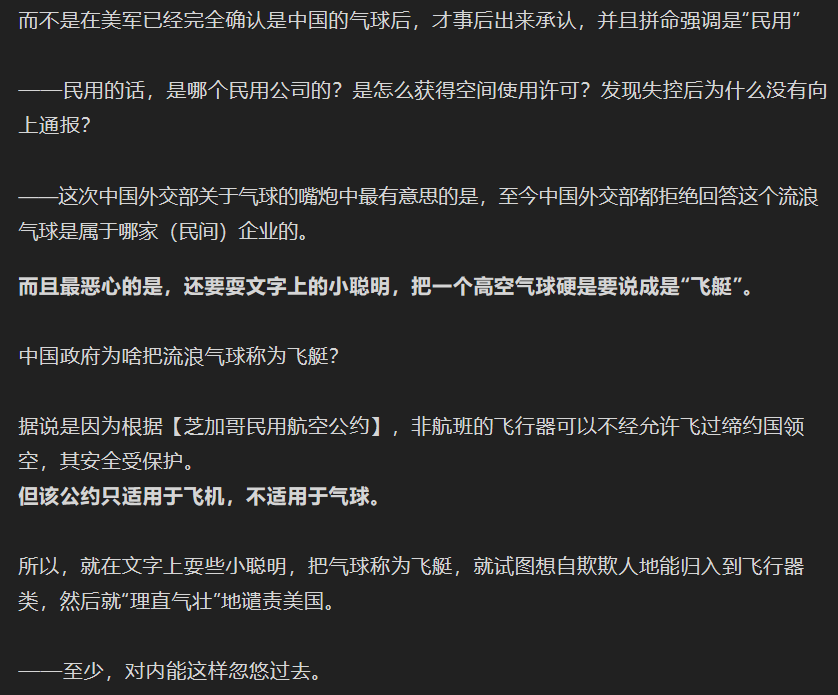 而不是在美军已经完全确认是中国的气球后，才事后出来承认，并且拼命强调是“民用”
——民用的话，是哪个民用公司的？是怎么获得空间使用许可？发现失控后为什么没有向
上通报？
——这次中国外交部关于气球的嘴炮中最有意思的是，至今中国外交部都拒绝回答这个流浪
气球是属于哪家（民间）企业的。
而且最恶心的是，还要耍文字上的小聪明，把一个高空气球硬是要说成是“飞艇”。
中国政府为啥把流浪气球称为飞艇？
据说是因为根据【芝加哥民用航空公约】，非航班的飞行器可以不经允许飞过缔约国领
空，其安全受保护。
但该公约只适用于飞机，不适用于气球。
所以，就在文字上耍些小聪明，把气球称为飞艇，就试图想自欺欺人地能归入到飞行器
类，然后就“理直气壮”地谴责美国。
——至少，对内能这样忽悠过去。